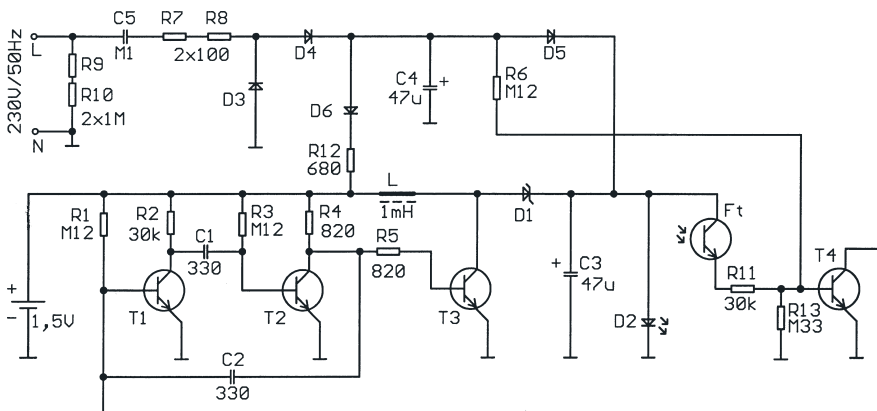 230V/50Hz
L
N
C5
M1
R7
R8
2x100
R9
R10
2x1M
D3
D4
D5
D6
C4
+
47u
R6
M12
R12
680
L
1mH
D1
R1
M12
R2
30k
C1
330
R3
M12
R4
820
R5
820
+
-
1,5V
T1
T2
T3
C2
330
+
C3
47u
D2
Ft
R11
30k
R13
M33
T4